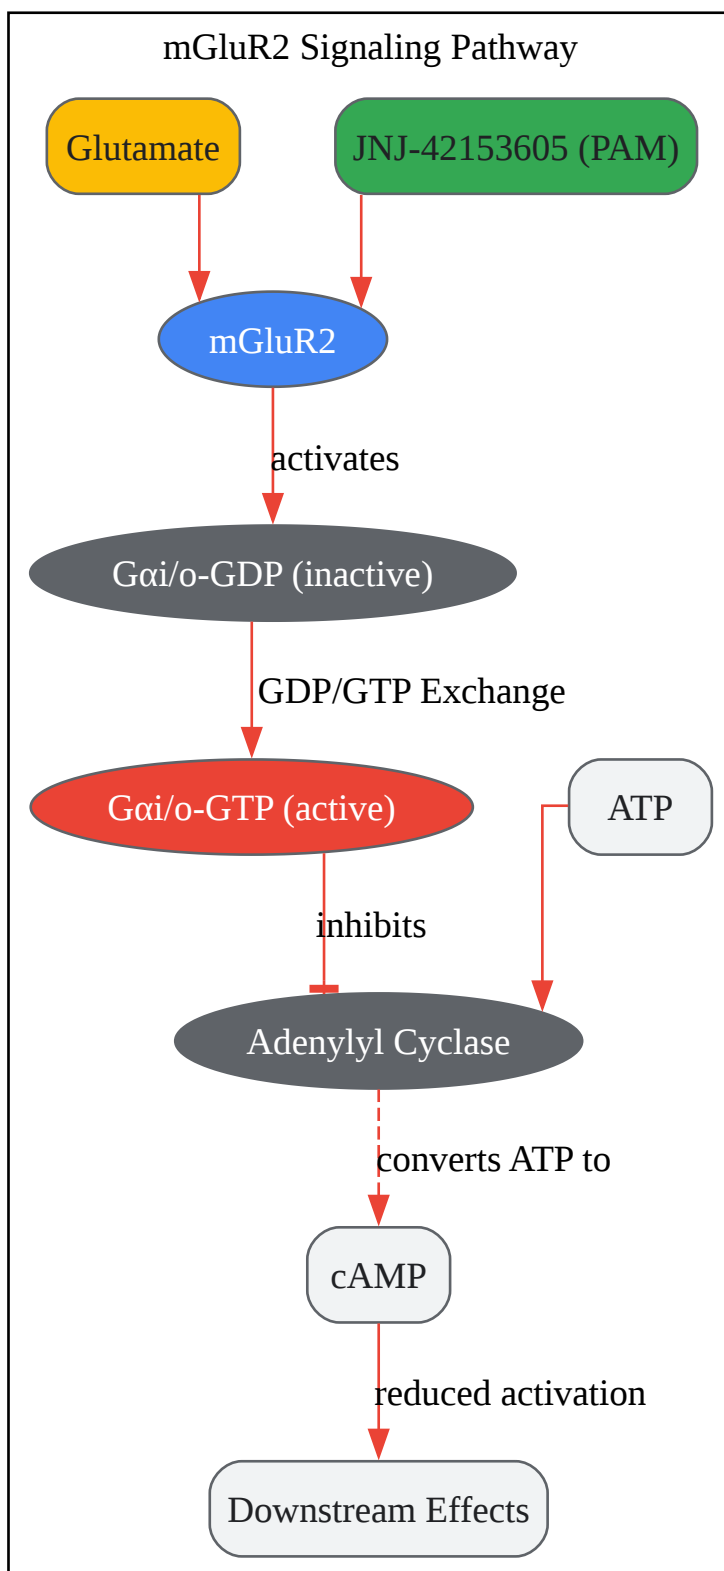 mGluR2 Signaling Pathway
Glutamate
JNJ-42153605 (PAM)
mGluR2
activates
Gαi/o-GDP (inactive)
GDP/GTP Exchange
Gαi/o-GTP (active)
ATP
inhibits
Adenylyl Cyclase
converts ATP to
cAMP
reduced activation
Downstream Effects